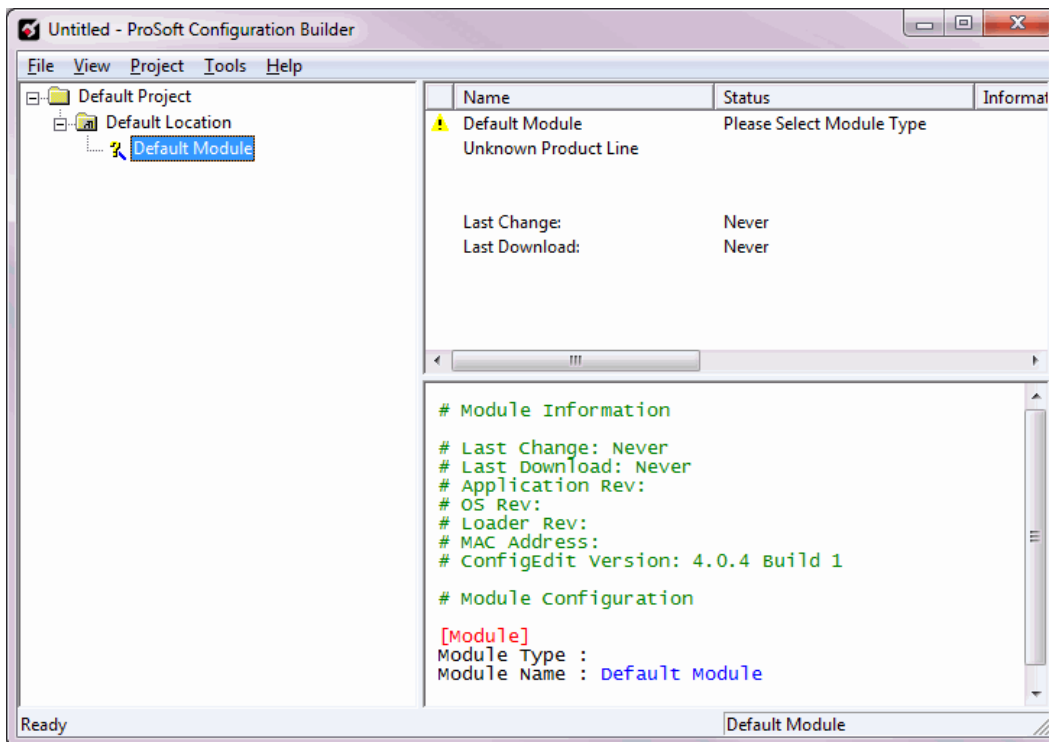 Untitled - ProSoft Configuration Builder
File View Project Tools Help
Default Project
Default Location
Default Module
Name Status Informat
Default Module Please Select Module Type
Unknown Product Line
Last Change: Never
Last Download: Never
# Module Information
# Last Change: Never
# Last Download: Never
# Application Rev:
# OS Rev:
# Loader Rev:
# MAC Address:
# ConfigEdit Version: 4.0.4 Build 1
# Module Configuration
[Module]
Module Type :
Module Name : Default Module
Ready Default Module